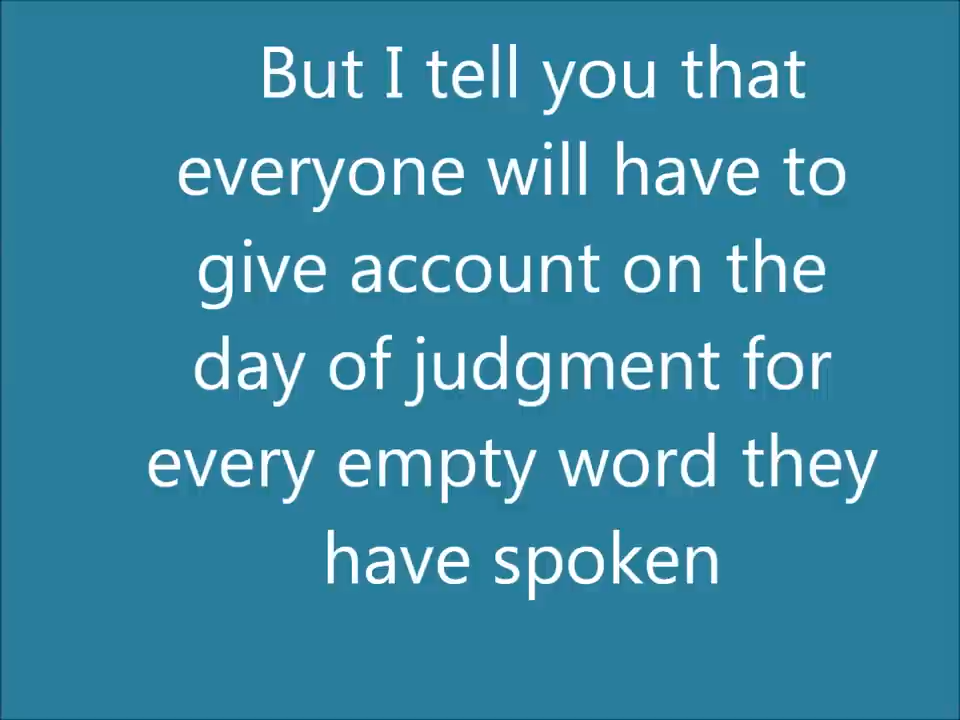 But I tell you that
everyone will have to
give account on the
day of judgment for
every empty word they
have spoken